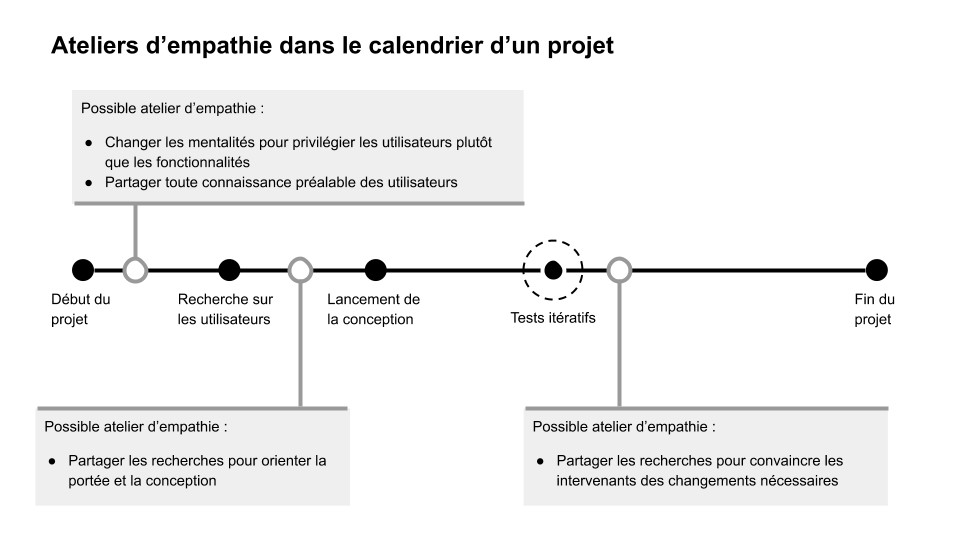 Ateliers d’empathie dans le calendrier d’un projet
Possible atelier d’empathie :
● Changer les mentalités pour privilégier les utilisateurs plutôt
que les fonctionnalités
● Partager toute connaissance préalable des utilisateurs
Début du
projet
Recherche sur
les utilisateurs
Lancement de
la conception
Tests itératifs
Fin du
projet
Possible atelier d’empathie :
● Partager les recherches pour orienter la
portée et la conception
Possible atelier d’empathie :
● Partager les recherches pour convaincre les
intervenants des changements nécessaires